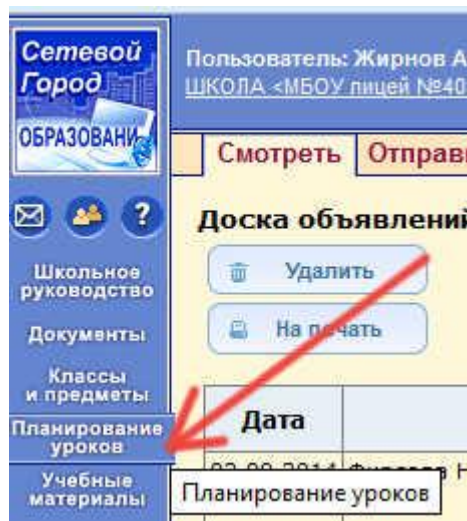 Сетевой
Город
ОБРАЗОВАНИ
Пользователь: Жирнов А
ШКОЛА <МБОУ лицей №40
Смотреть
Отправ
Доска объявлений
Удалить
На печать
?
Школьное
руководство
Документы
Классы
и предметы
Планирование
уроков
Учебные
материалы
Дата
Планирование уроков